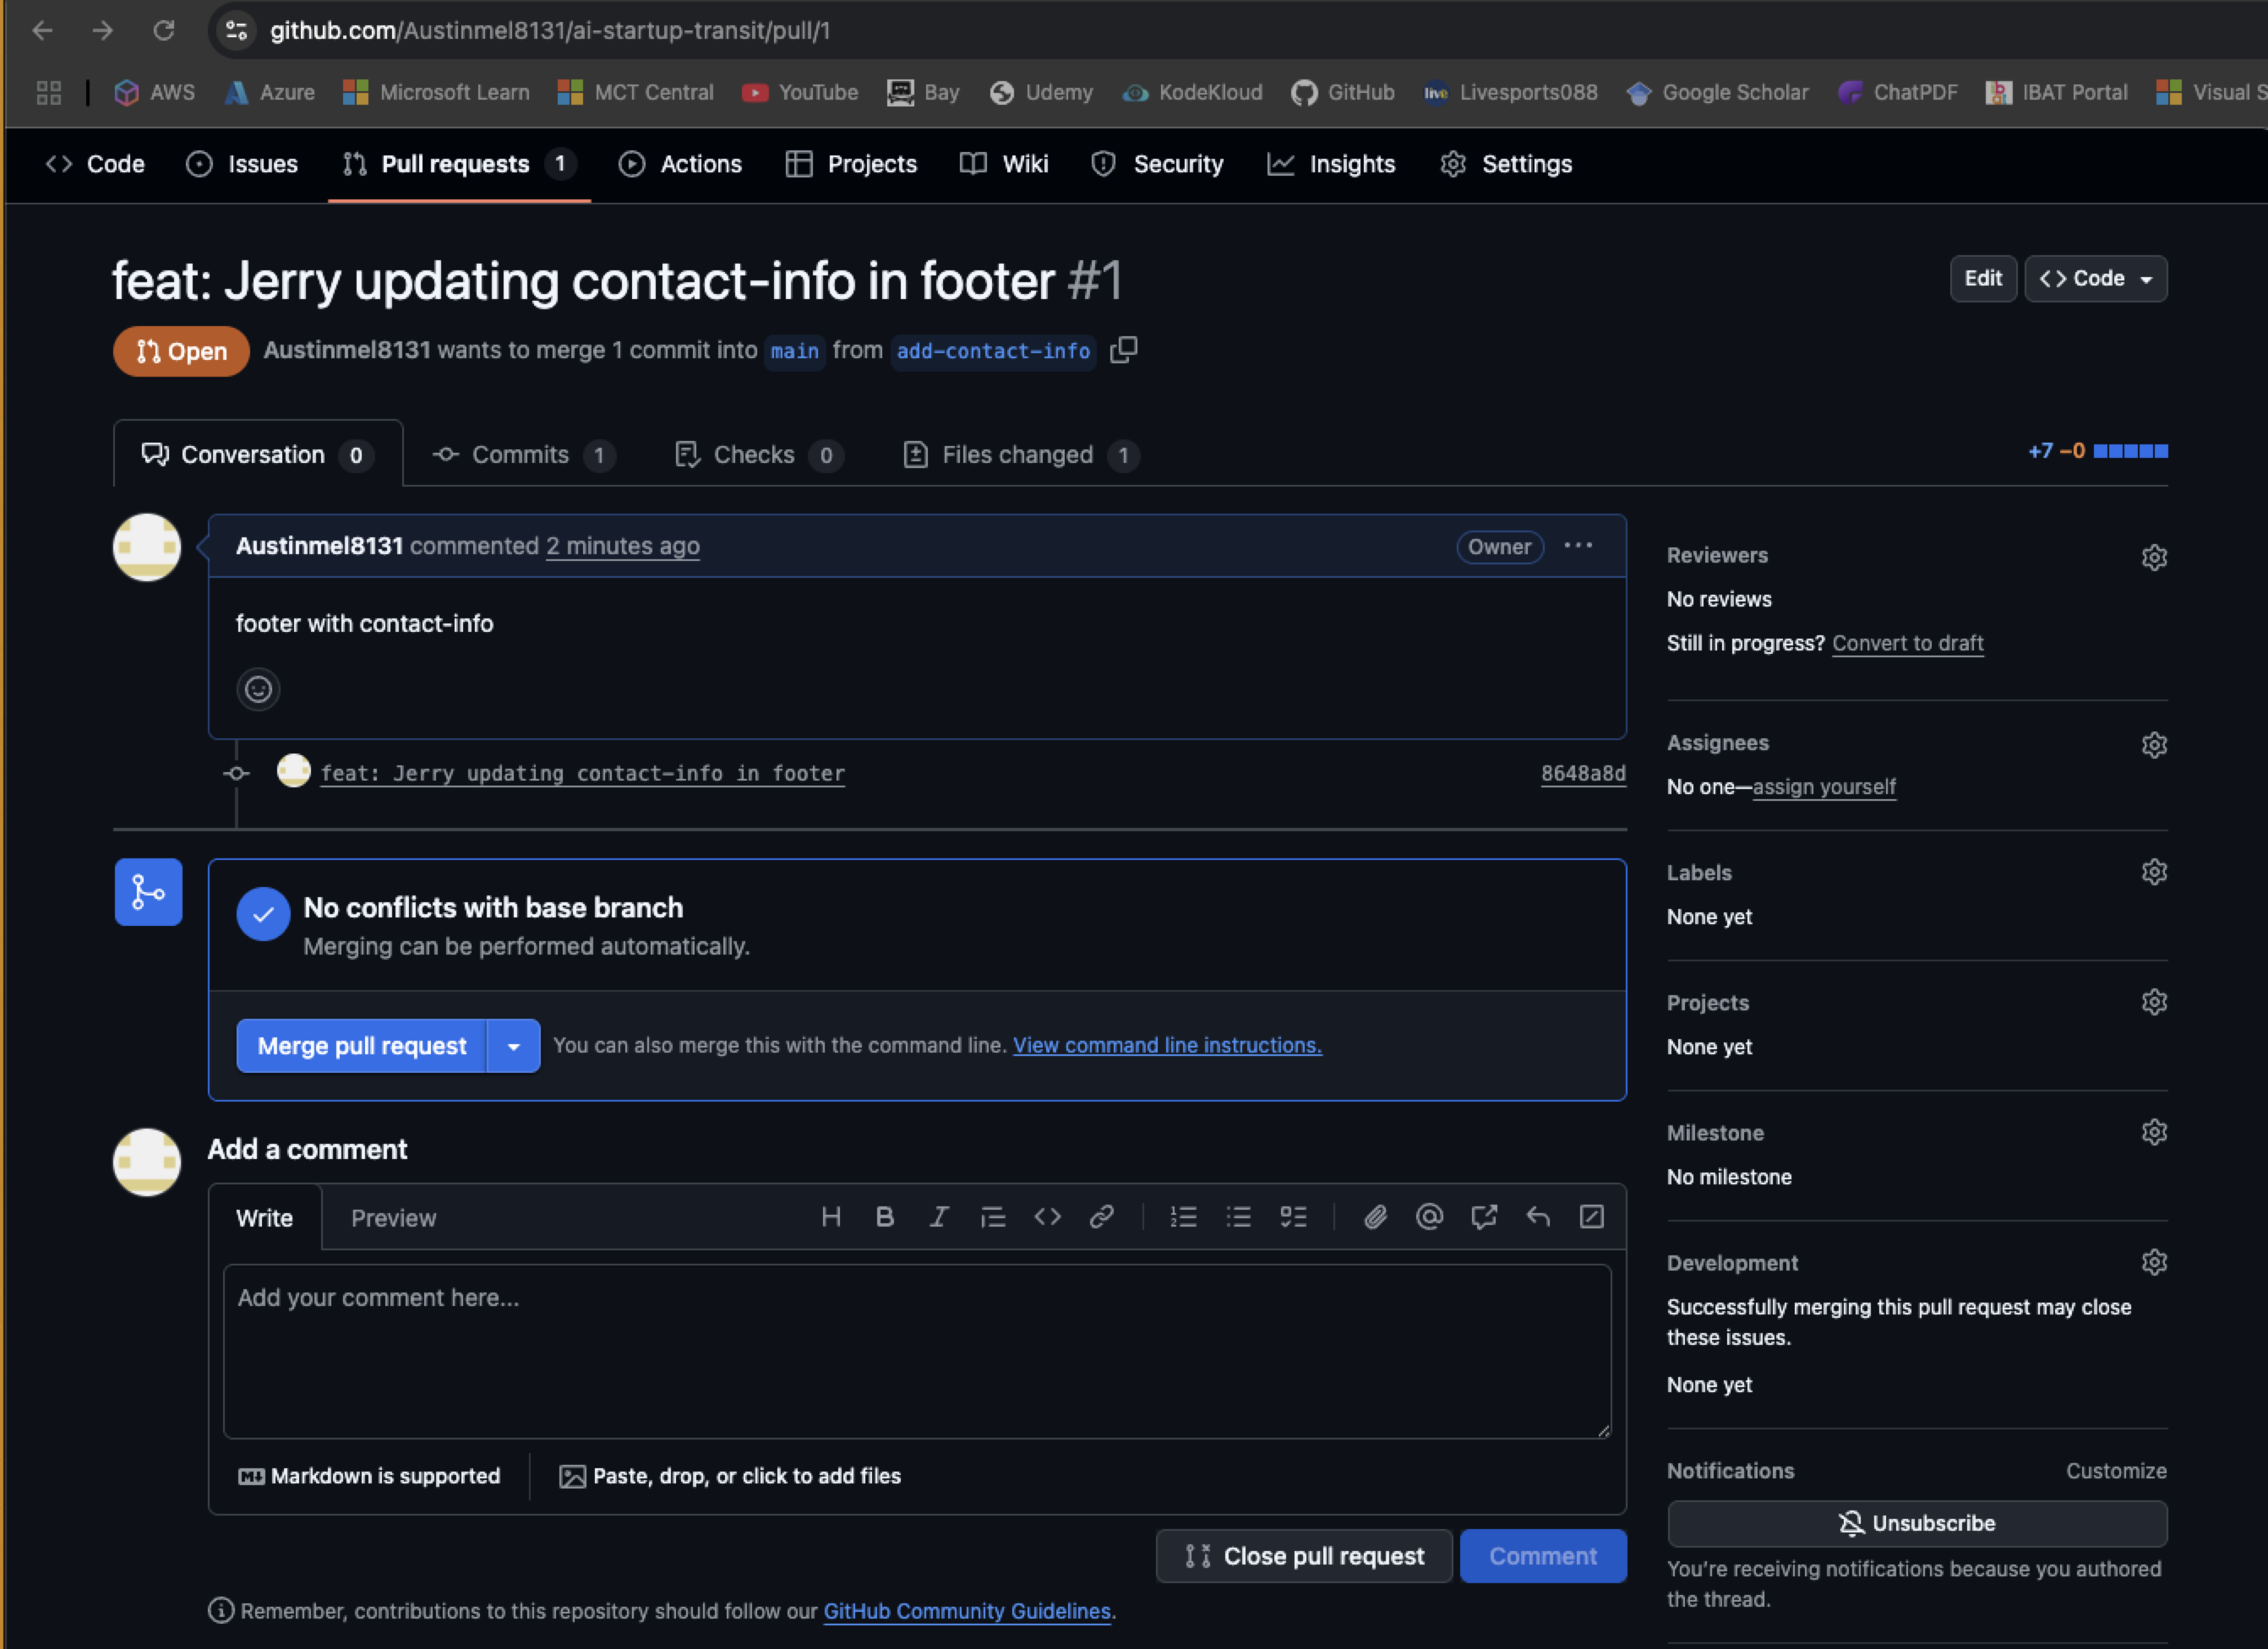 github.com/Austinmel8131/ai-startup-transit/pull/1
AWS Azure Microsoft Learn MCT Central YouTube Bay Udemy KodeKloud GitHub Livesports088 Google Scholar ChatPDF IBAT Portal Visual S
Code Issues Pull requests 1 Actions Projects Wiki Security Insights Settings
feat: Jerry updating contact-info in footer #1
Edit Code
Open Austinmel8131 wants to merge 1 commit into main from add-contact-info
Conversation 0 Commits 1 Checks 0 Files changed 1
+7 −0
Austinmel8131 commented 2 minutes ago
Owner
footer with contact-info
feat: Jerry updating contact-info in footer
8648a8d
No conflicts with base branch
Merging can be performed automatically.
Merge pull request You can also merge this with the command line. View command line instructions.
Add a comment
Write Preview
Add your comment here...
Markdown is supported Paste, drop, or click to add files
Close pull request Comment
Remember, contributions to this repository should follow our GitHub Community Guidelines.
Reviewers
No reviews
Still in progress? Convert to draft
Assignees
No one—assign yourself
Labels
None yet
Projects
None yet
Milestone
No milestone
Development
Successfully merging this pull request may close
these issues.
None yet
Notifications Customize
Unsubscribe
You're receiving notifications because you authored
the thread.